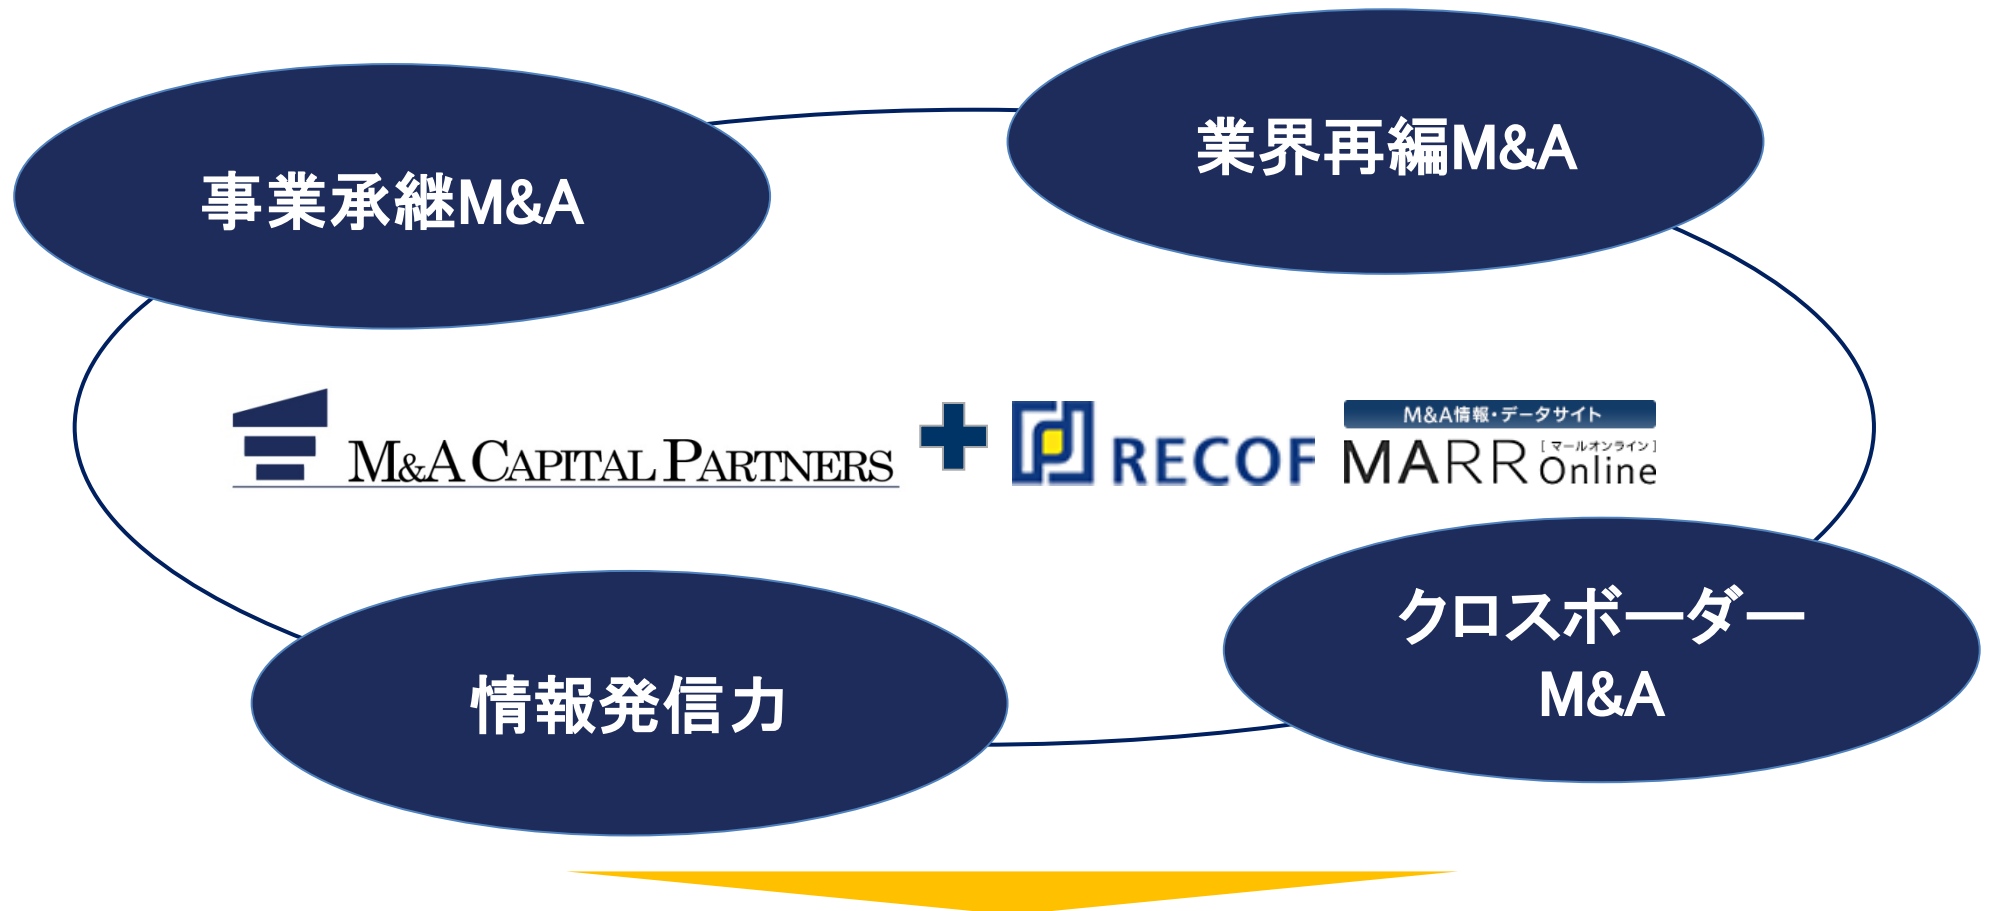 業界再編M&A
事業承継M&A
M&A CAPITAL PARTNERS
RECOF
M&A情報・データサイト
MARR Online
[マールオンライン]
クロスボーダー
M&A
情報発信力